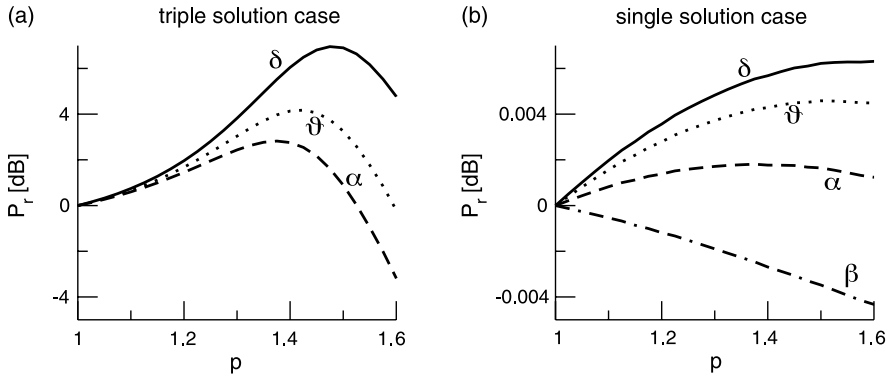 (a) triple solution case
δ
ϑ
α
4
0
-4
P_r [dB]
1 1.2 1.4 1.6
p
(b) single solution case
δ
ϑ
α
β
0.004
0
-0.004
P_r [dB]
1 1.2 1.4 1.6
p